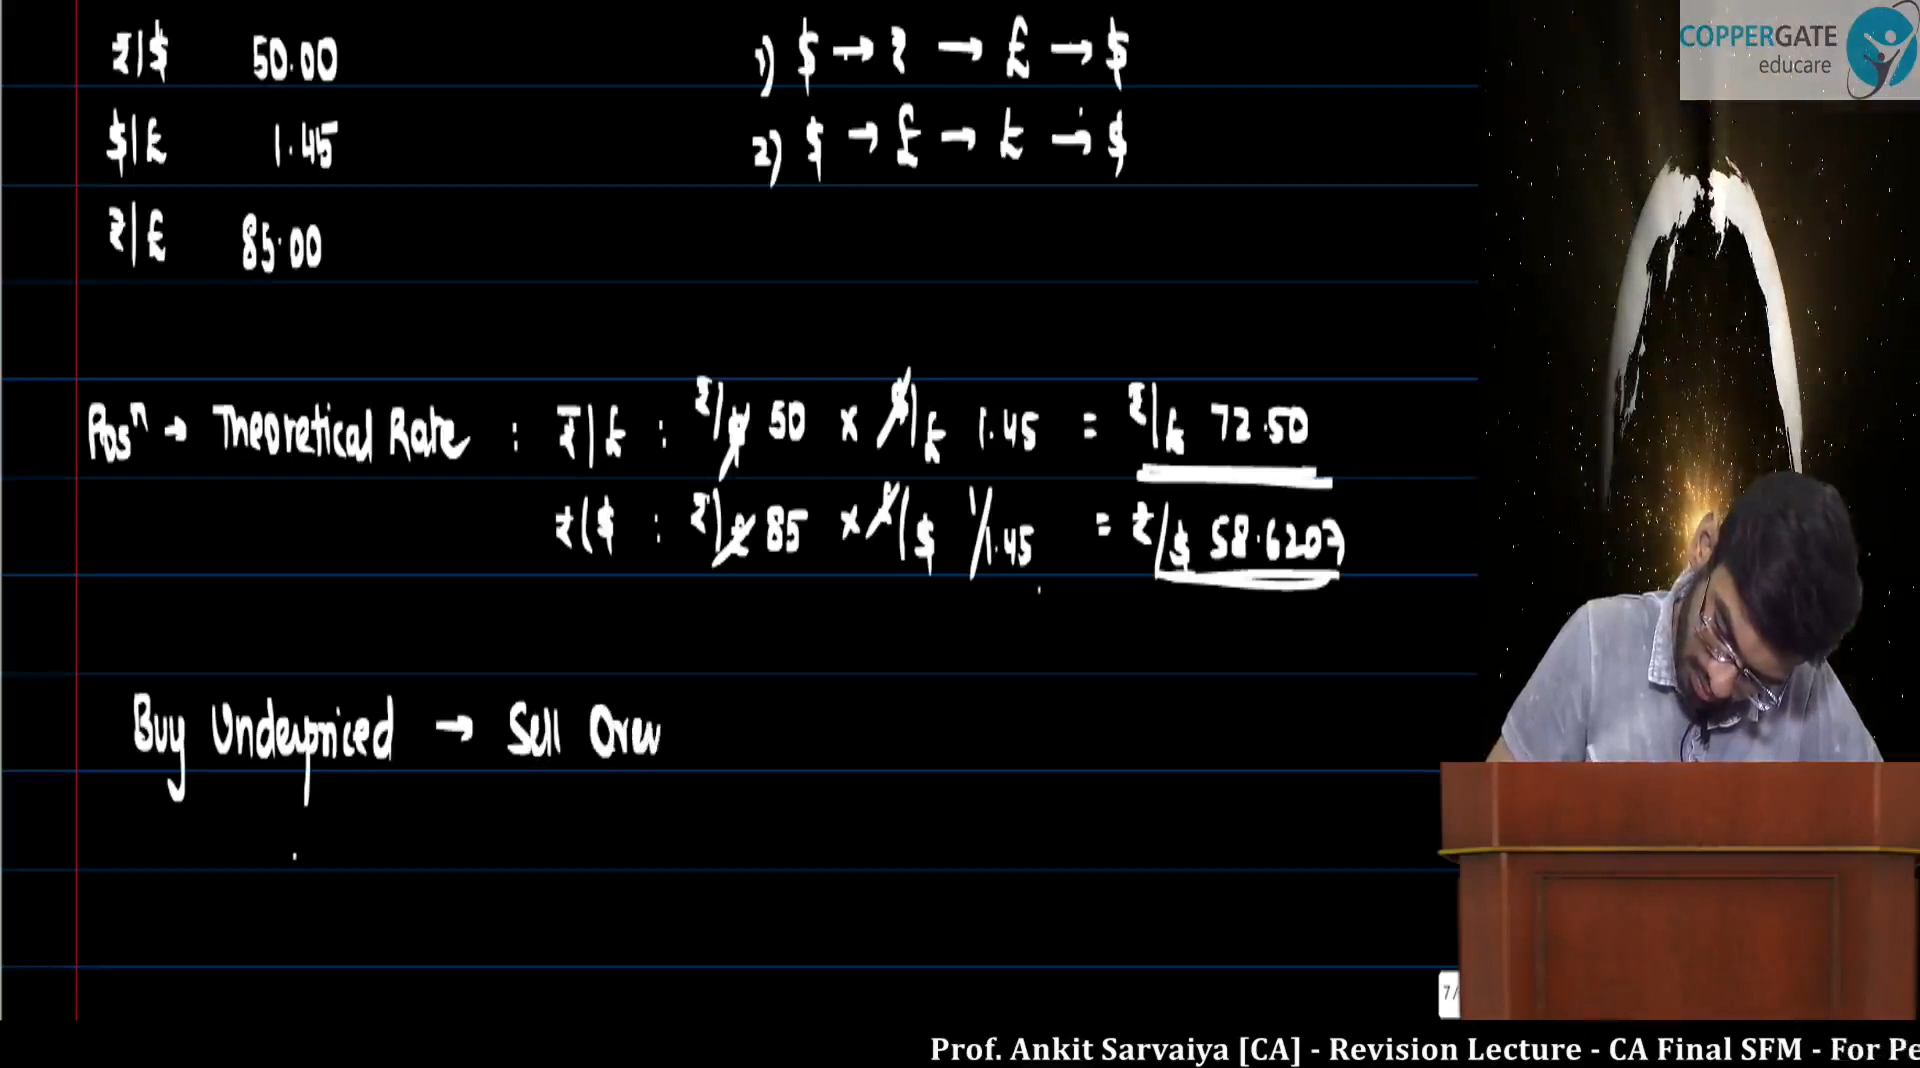 ₹|$ 50.00
1) $ → ₹ → £ → $
$|£ 1.45
2) $ → £ → £ → $
₹|£ 85.00
Posⁿ → Theoretical Rate : ₹|£ : ₹/$ 50 x $/£ 1.45 = ₹/£ 72.50
₹|$ : ₹/£ 85 x £/$ 1/1.45 = ₹/$ 58.6207
Buy Underpriced → Sell Over
COPPERGATE
educare
7/
Prof. Ankit Sarvaiya [CA] - Revision Lecture - CA Final SFM - For Pe